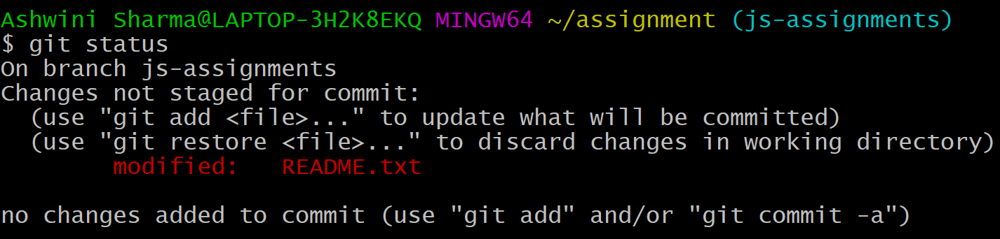 Ashwini Sharma@LAPTOP-3H2K8EKQ MINGW64 ~/assignment (js-assignments)
$ git status
On branch js-assignments
Changes not staged for commit:
  (use "git add <file>..." to update what will be committed)
  (use "git restore <file>..." to discard changes in working directory)
        modified:   README.txt

no changes added to commit (use "git add" and/or "git commit -a")